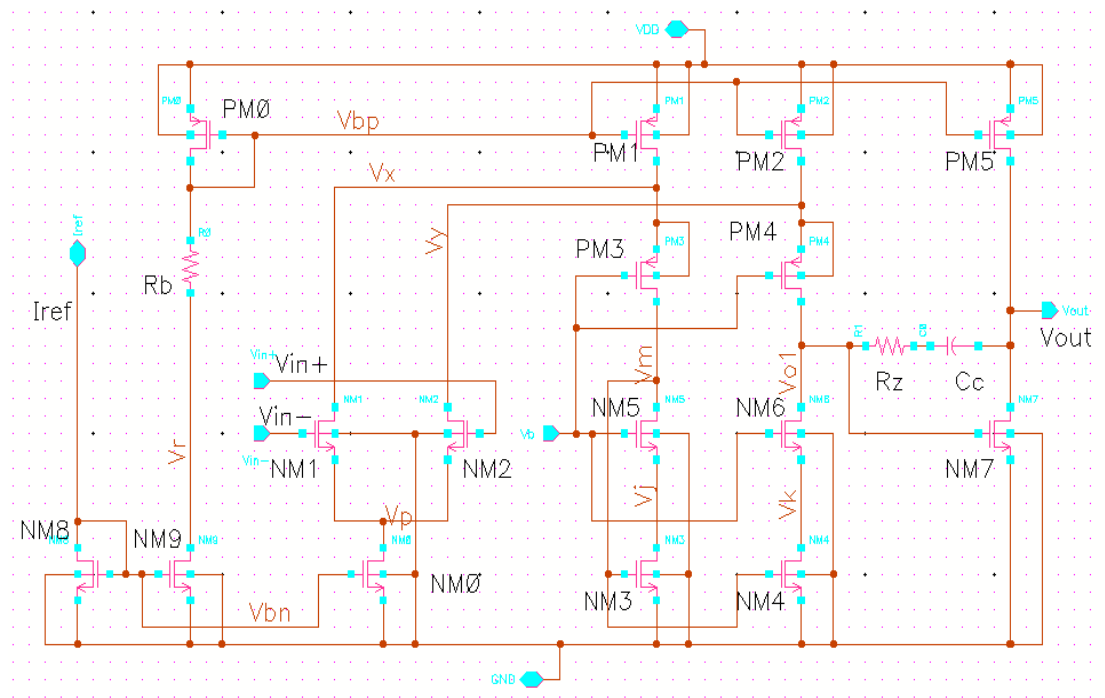 VDD
PM0
PM0
Vbp
PM1
PM1
PM2
PM2
PM5
PM5
Vx
Iref
R0
Vy
PM3
PM3
PM4
PM4
Rb
Iref
Vout
Vout
R1
C0
Rz
Cc
Vin+
Vin+
Vm
Vo1
NM1
NM2
NM5
NM5
NM6
NM6
NM7
Vin-
Vin-
Vb
Vr
NM1
NM2
NM7
Vj
Vk
Vp
NM8
NM9
NM9
NM0
NM0
NM3
NM3
NM4
NM4
Vbn
GND